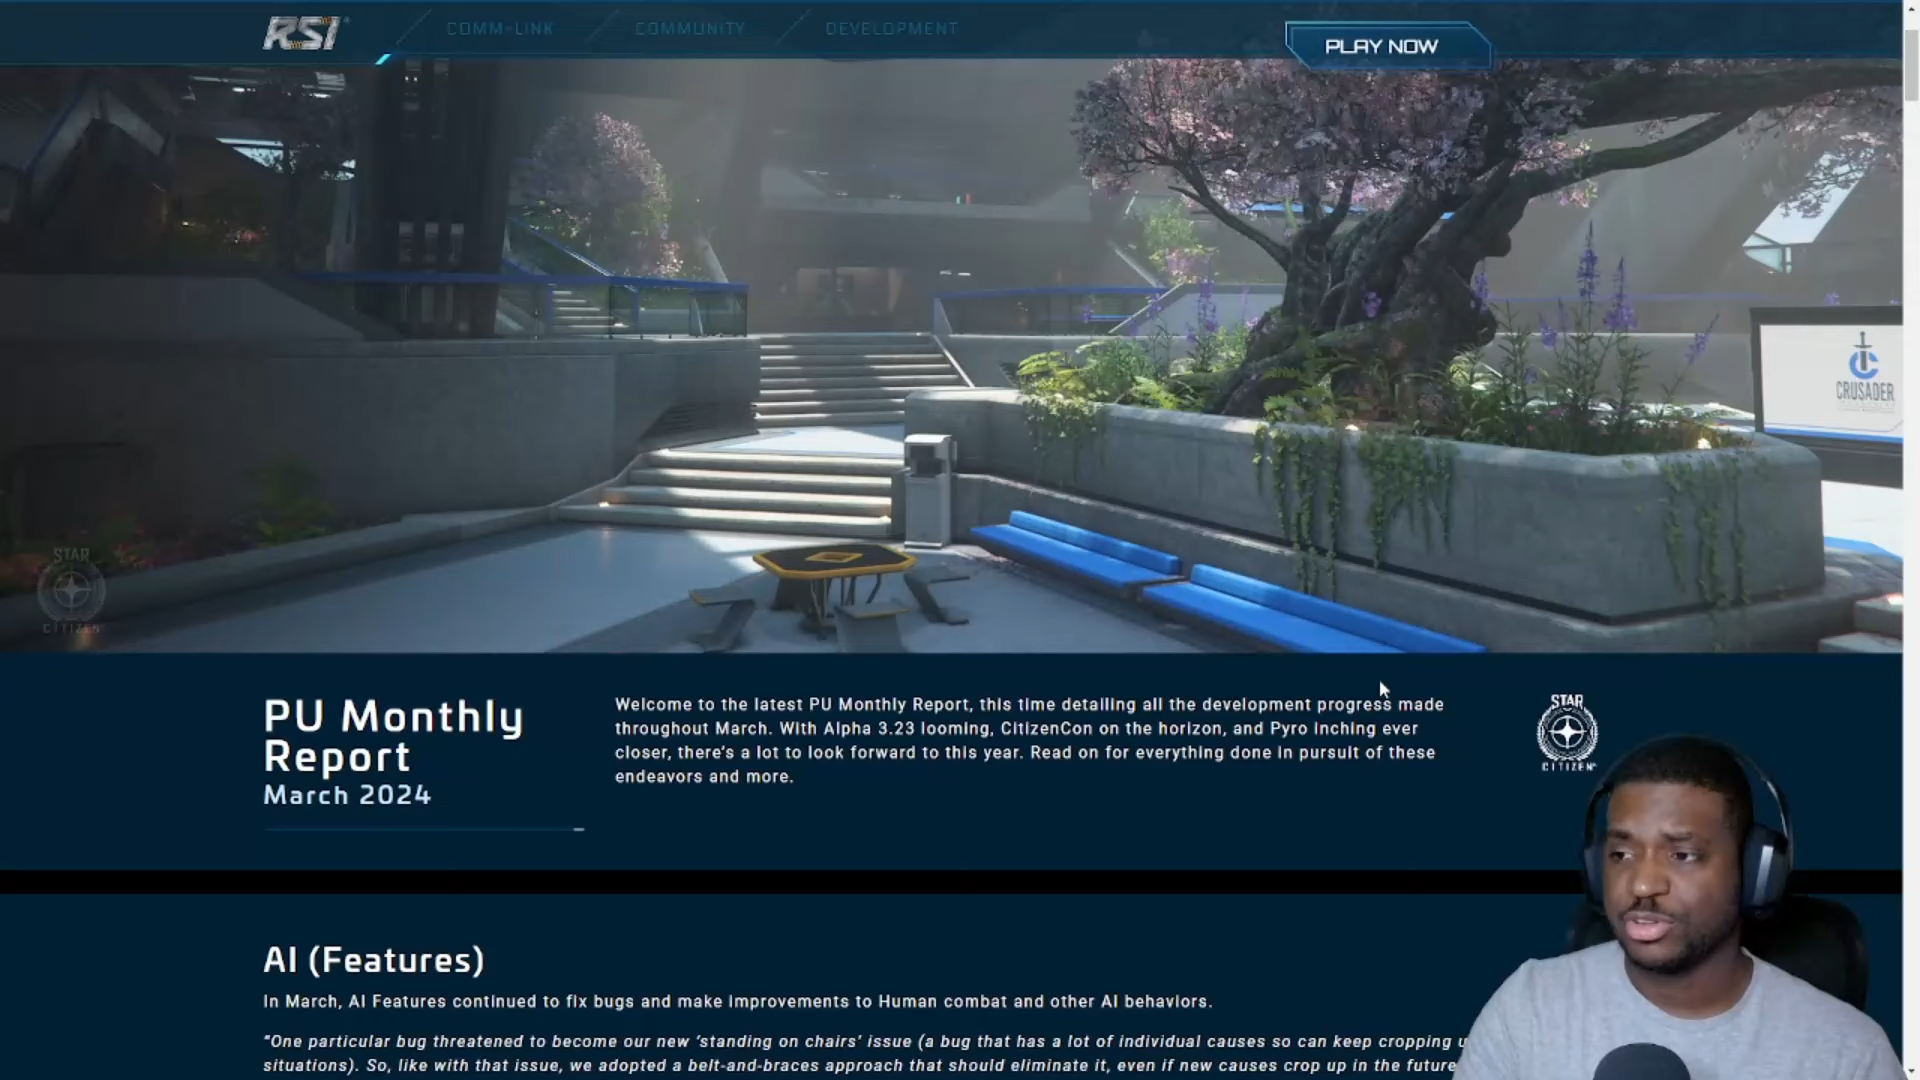 RSI
COMM-LINK
COMMUNITY
DEVELOPMENT
PLAY NOW
CRUSADER
STAR
CITIZEN
PU Monthly
Report
March 2024
Welcome to the latest PU Monthly Report, this time detailing all the development progress made
throughout March. With Alpha 3.23 looming, CitizenCon on the horizon, and Pyro inching ever
closer, there's a lot to look forward to this year. Read on for everything done in pursuit of these
endeavors and more.
STAR
CITIZEN
AI (Features)
In March, AI Features continued to fix bugs and make improvements to Human combat and other AI behaviors.
"One particular bug threatened to become our new 'standing on chairs' issue (a bug that has a lot of individual causes so can keep cropping
situations). So, like with that issue, we adopted a belt-and-braces approach that should eliminate it, even if new causes crop up in the future